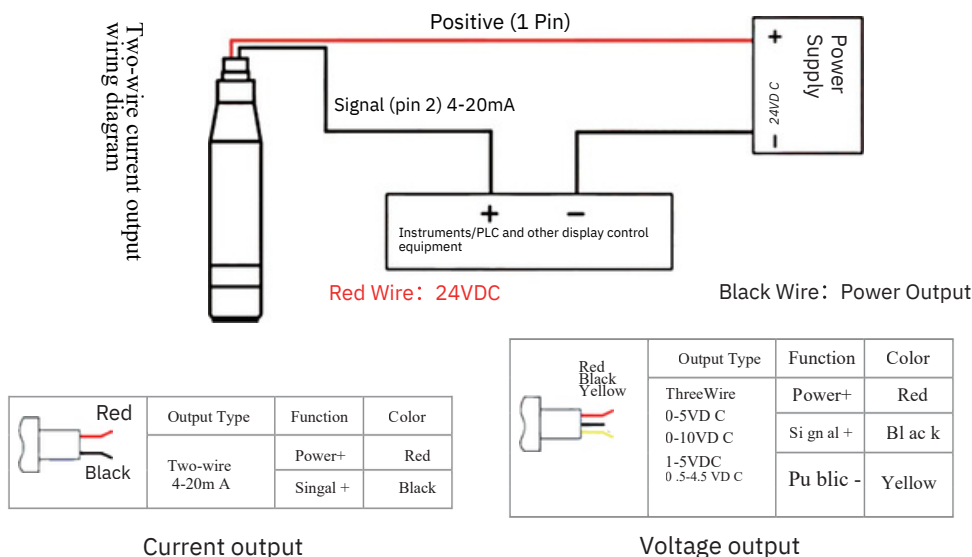 Two-wire current output
wiring diagram
Positive (1 Pin)
Signal (pin 2) 4-20mA
+
24VD C
−
Power
Supply
+ −
Instruments/PLC and other display control
equipment
Red Wire： 24VDC
Black Wire： Power Output
Red
Black
Output Type Function Color
Two-wire
4-20m A
Power+ Red
Singal + Black
Current output
Red
Black
Yellow
Output Type Function Color
ThreeWire
0-5VD C
0-10VD C
1-5VDC
0 .5-4.5 VD C
Power+ Red
Si gn al + Bl ac k
Pu blic - Yellow
Voltage output